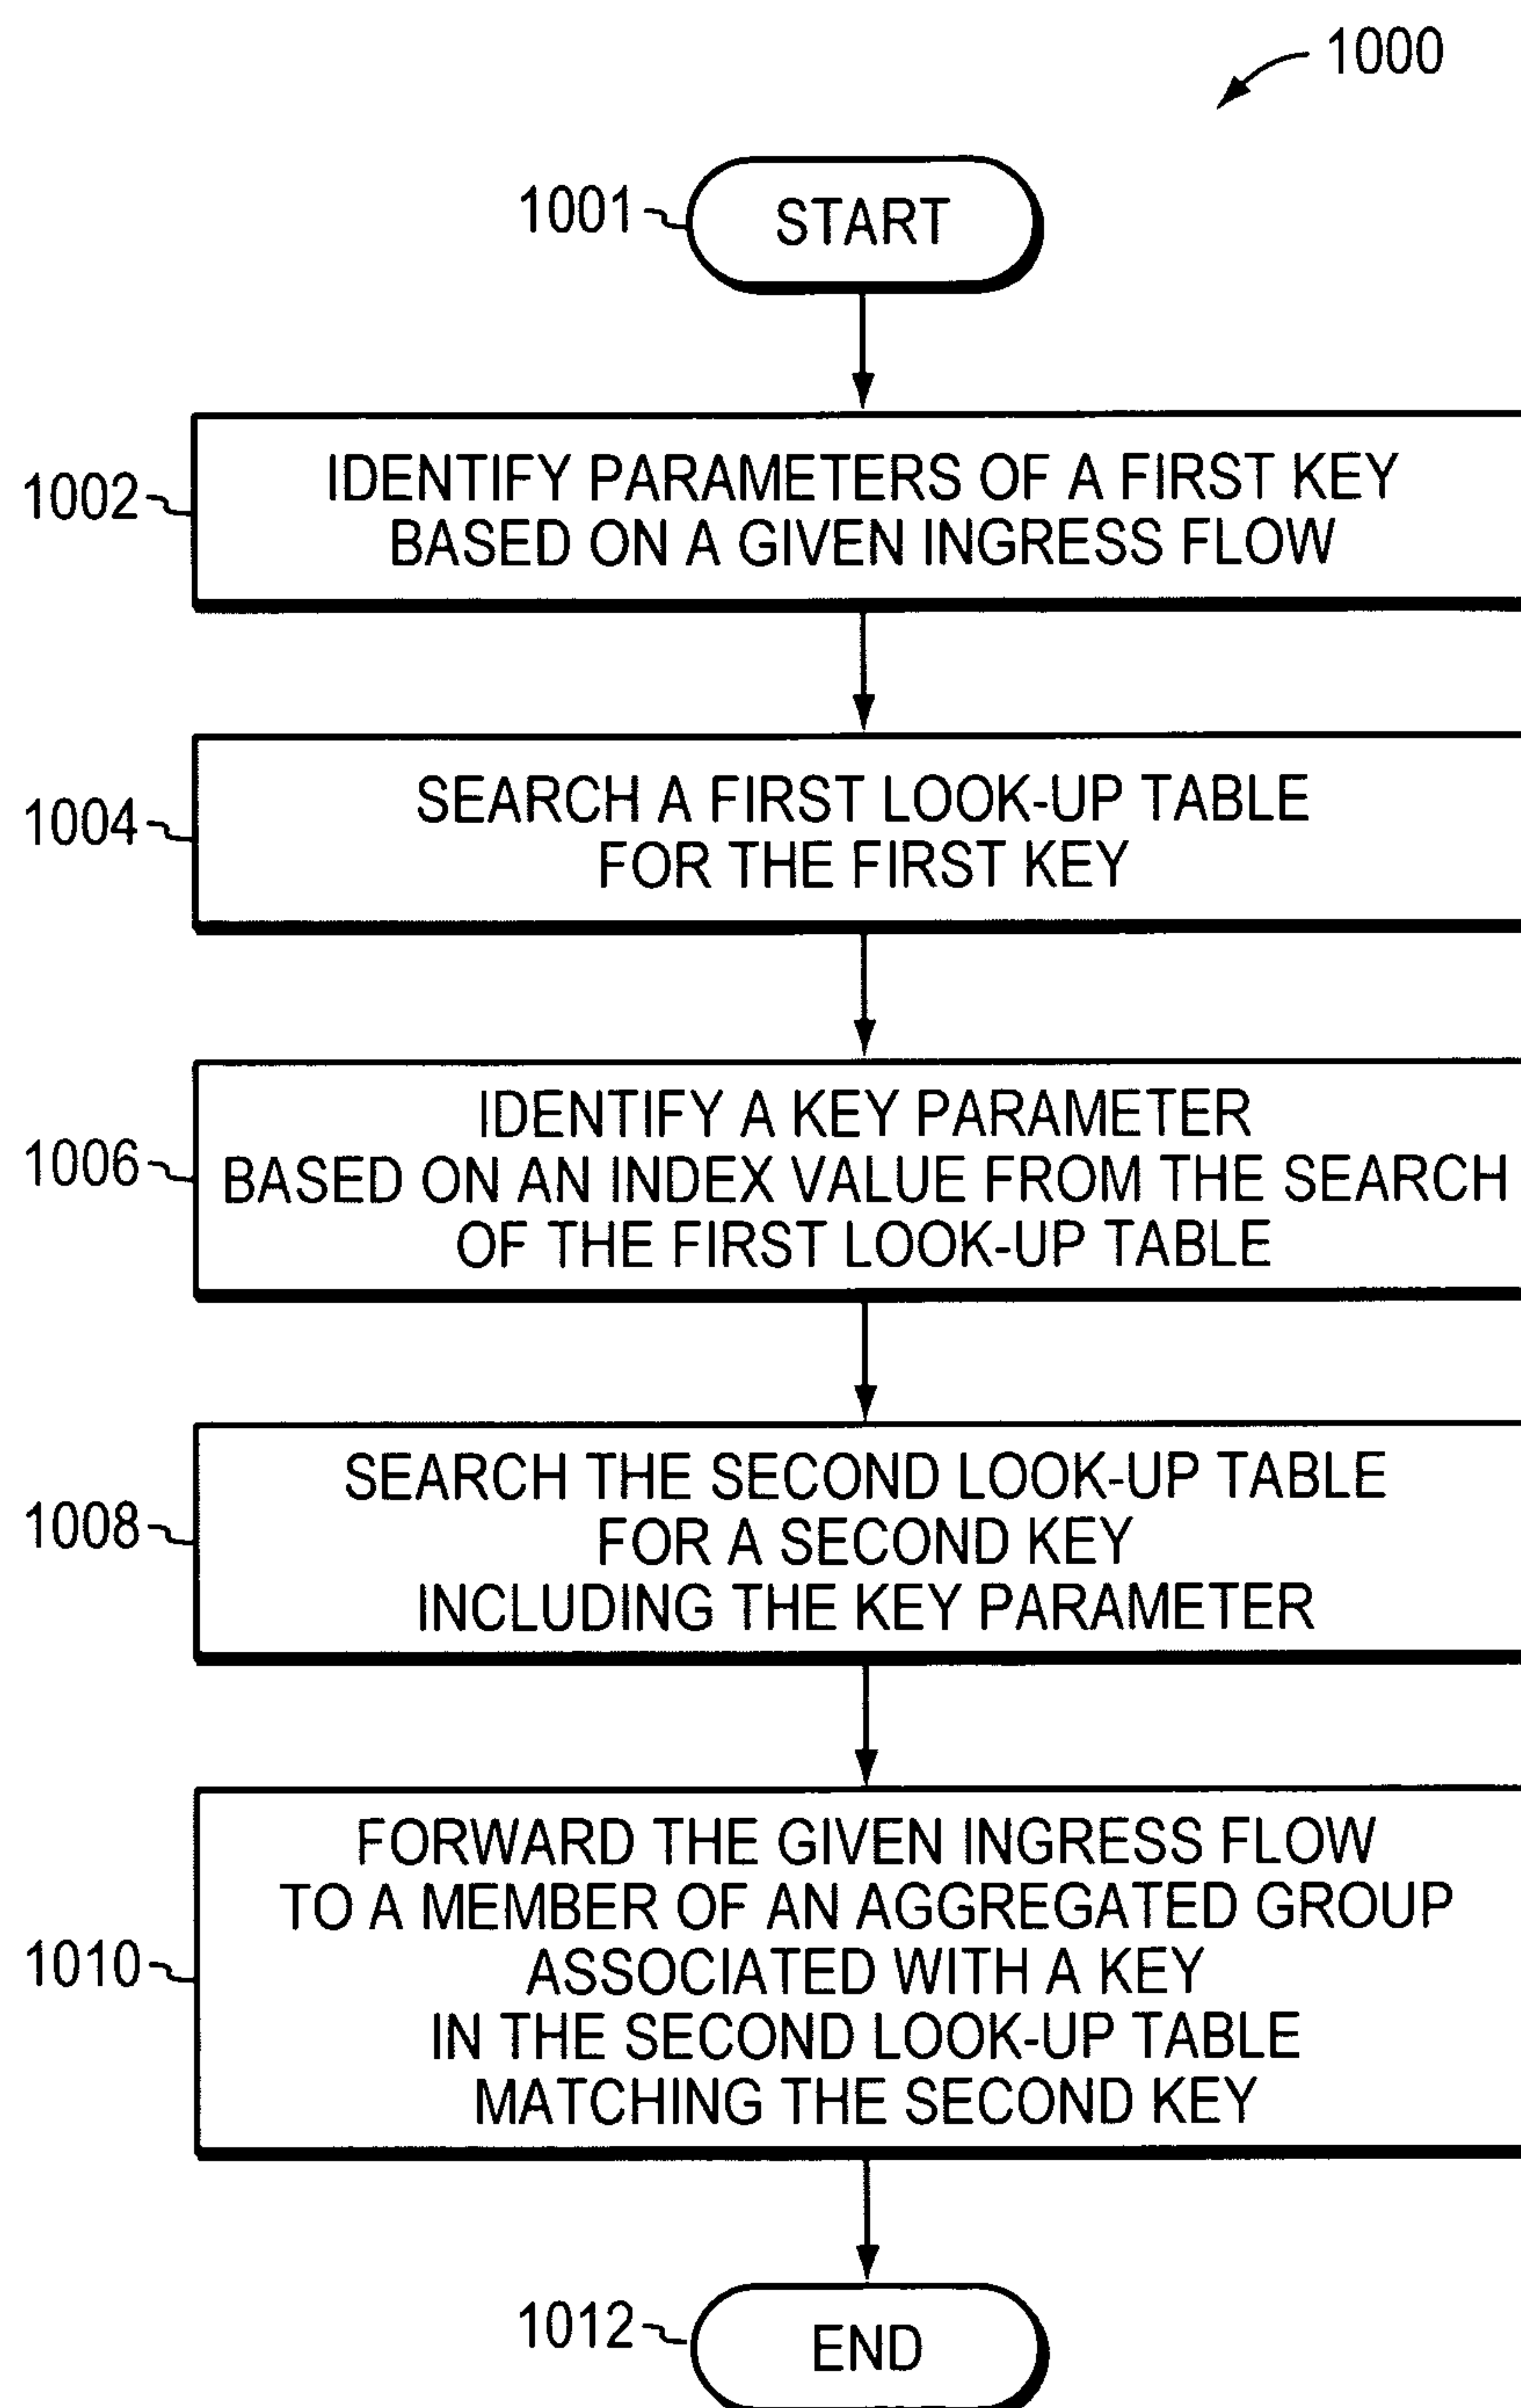 1000
1001
START
1002
IDENTIFY PARAMETERS OF A FIRST KEY
BASED ON A GIVEN INGRESS FLOW
1004
SEARCH A FIRST LOOK-UP TABLE
FOR THE FIRST KEY
1006
IDENTIFY A KEY PARAMETER
BASED ON AN INDEX VALUE FROM THE SEARCH
OF THE FIRST LOOK-UP TABLE
1008
SEARCH THE SECOND LOOK-UP TABLE
FOR A SECOND KEY
INCLUDING THE KEY PARAMETER
1010
FORWARD THE GIVEN INGRESS FLOW
TO A MEMBER OF AN AGGREGATED GROUP
ASSOCIATED WITH A KEY
IN THE SECOND LOOK-UP TABLE
MATCHING THE SECOND KEY
1012
END